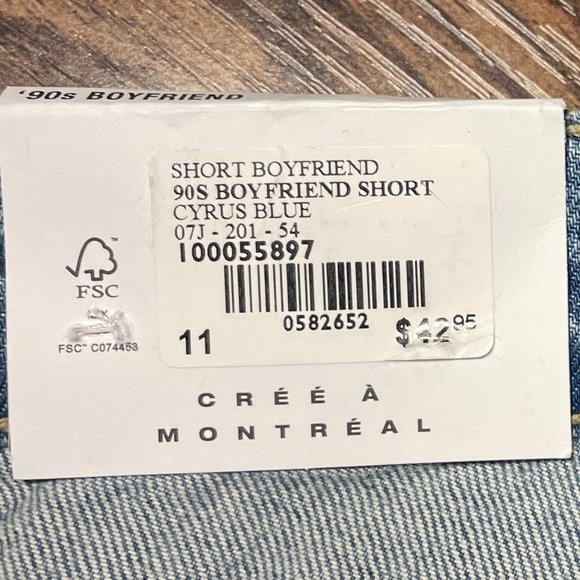 '90s BOYFRIEND
SHORT BOYFRIEND
90S BOYFRIEND SHORT
CYRUS BLUE
07J - 201 - 54
100055897
FSC
FSC™ C074453
0582652
11
$42.95
CRÉÉ À
MONTRÉAL